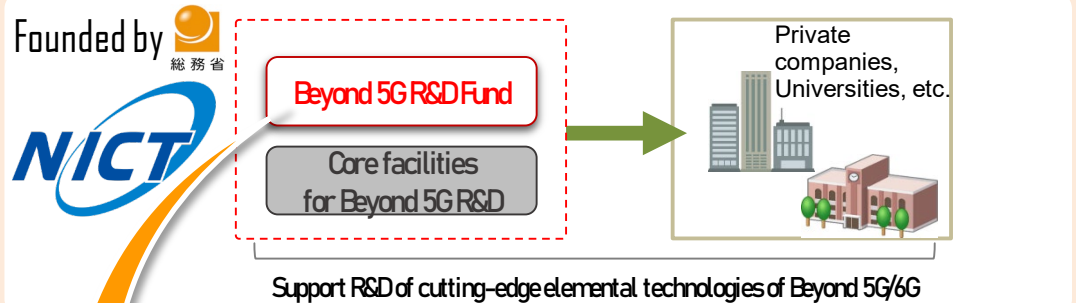 Founded by
総務省
NICT
Beyond 5G R&D Fund
Core facilities
for Beyond 5G R&D
Private
companies,
Universities, etc.
Support R&D of cutting-edge elemental technologies of Beyond 5G/6G